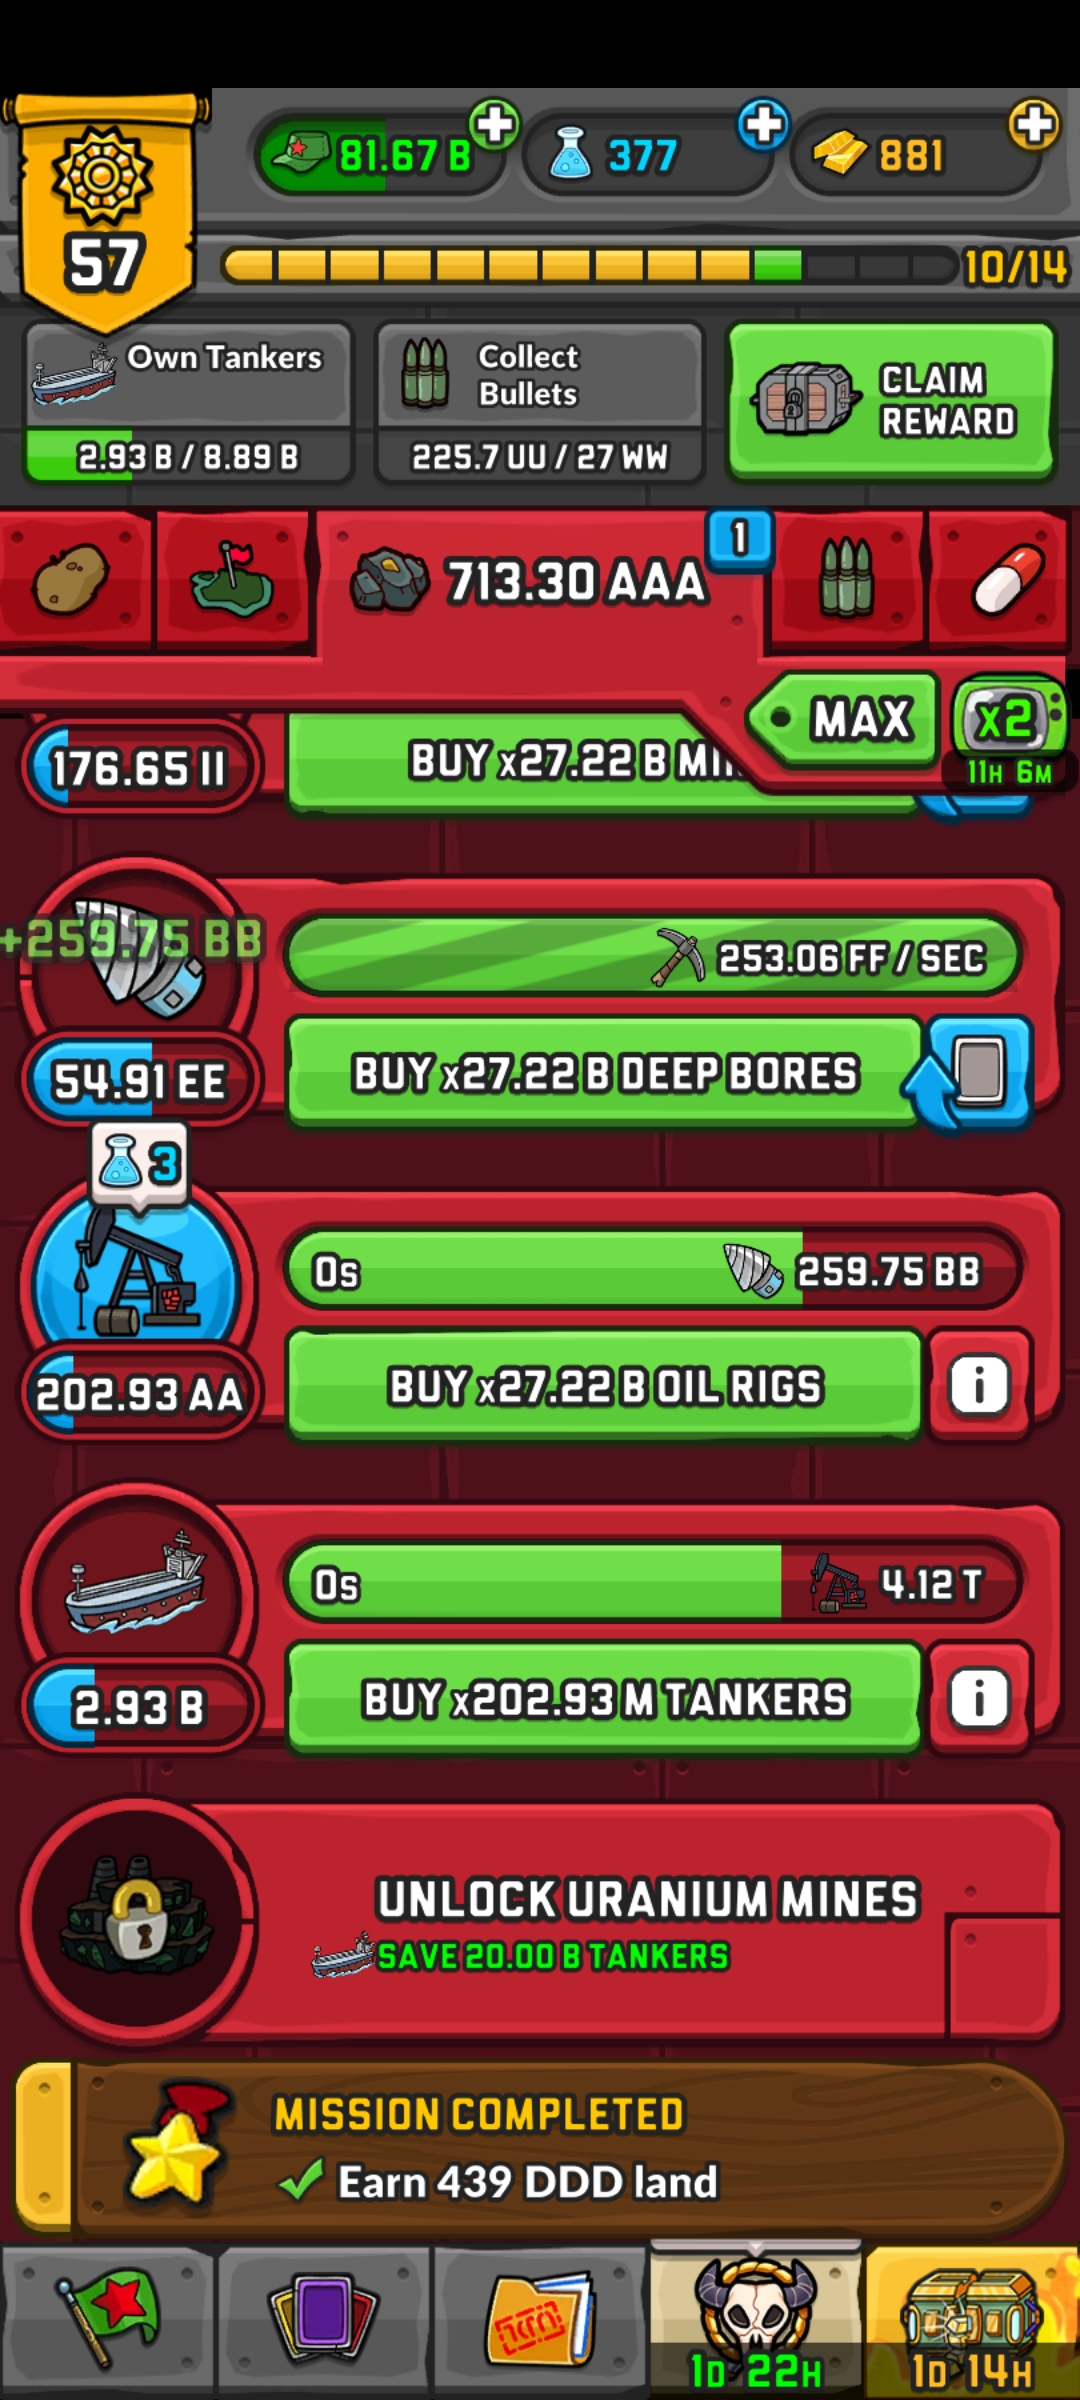 81.67 B
377
881
57
10/14
Own Tankers
2.93 B / 8.89 B
Collect
Bullets
225.7 UU / 27 WW
CLAIM
REWARD
713.30 AAA
1
MAX
x2
11H 6M
176.65 II
BUY x27.22 B
+259.75 BB
253.06 FF / SEC
54.91 EE
BUY x27.22 B DEEP BORES
3
0s
259.75 BB
202.93 AA
BUY x27.22 B OIL RIGS
i
0s
4.12 T
2.93 B
BUY x202.93 M TANKERS
i
UNLOCK URANIUM MINES
SAVE 20.00 B TANKERS
MISSION COMPLETED
Earn 439 DDD land
1D 22H
1D 14H